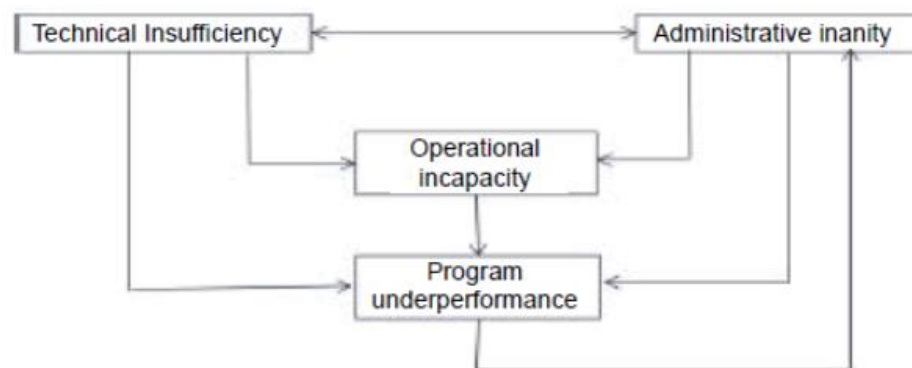 Technical Insufficiency
Administrative inanity
Operational
incapacity
Program
underperformance